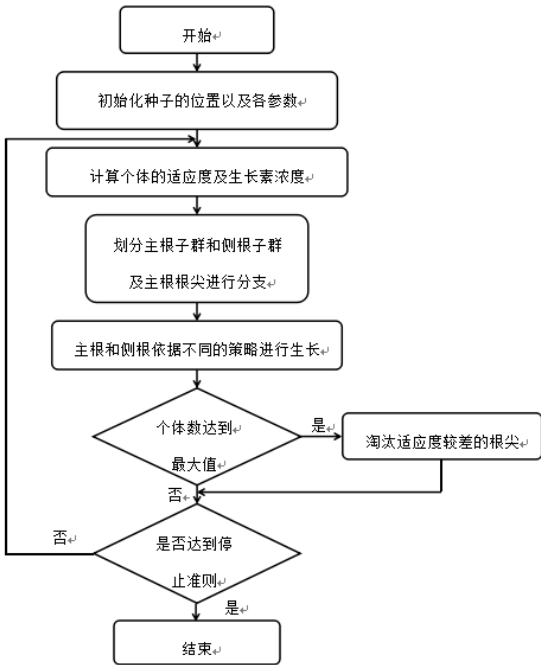 开始
初始化种子的位置以及各参数
计算个体的适应度及生长素浓度
划分主根子群和侧根子群
及主根根尖进行分支
主根和侧根依据不同的策略进行生长
个体数达到
最大值
是
淘汰适应度较差的根尖
否
是否达到停
止准则
否
是
结束